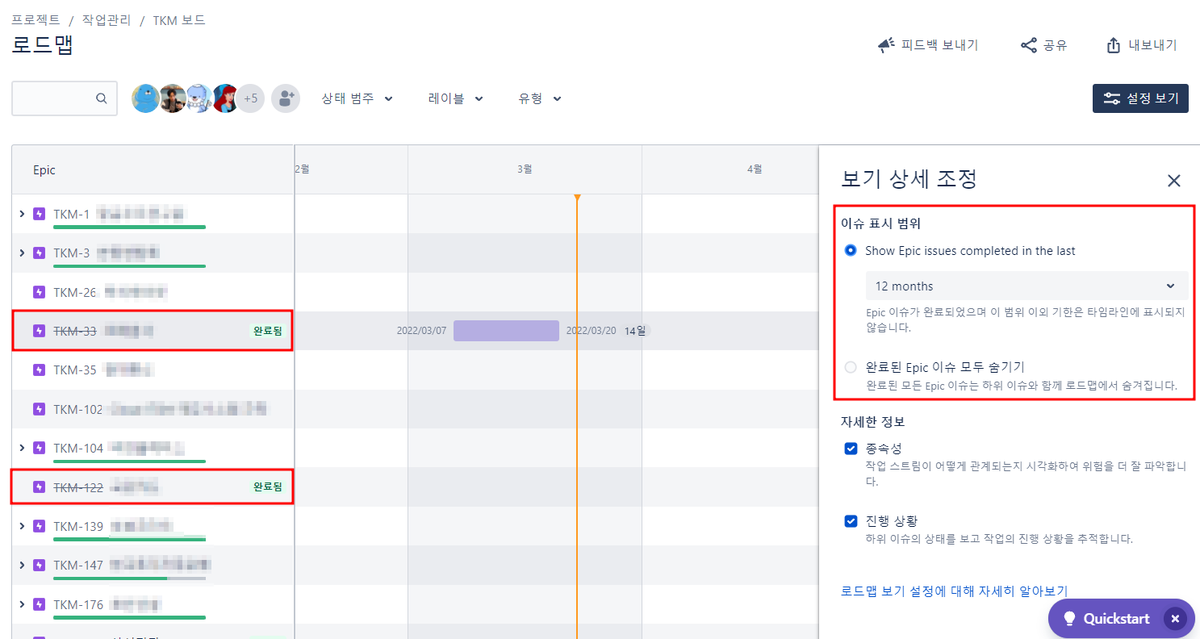 프로젝트 / 작업관리 / TKM 보드
로드맵
피드백 보내기
공유
내보내기
+5
상태 범주
레이블
유형
설정 보기
Epic
2월
3월
4월
TKM-1
TKM-3
TKM-26
TKM-33
완료됨
2022/03/07
2022/03/20
14일
TKM-35
TKM-102
TKM-104
TKM-122
완료됨
TKM-139
TKM-147
TKM-176
보기 상세 조정
이슈 표시 범위
Show Epic issues completed in the last
12 months
Epic 이슈가 완료되었으며 이 범위 이외 기한은 타임라인에 표시되지
않습니다.
완료된 Epic 이슈 모두 숨기기
완료된 모든 Epic 이슈는 하위 이슈와 함께 로드맵에서 숨겨집니다.
자세한 정보
종속성
작업 스트림이 어떻게 관계되는지 시각화하여 위험을 더 잘 파악합니
다.
진행 상황
하위 이슈의 상태를 보고 작업의 진행 상황을 추적합니다.
로드맵 보기 설정에 대해 자세히 알아보기
Quickstart